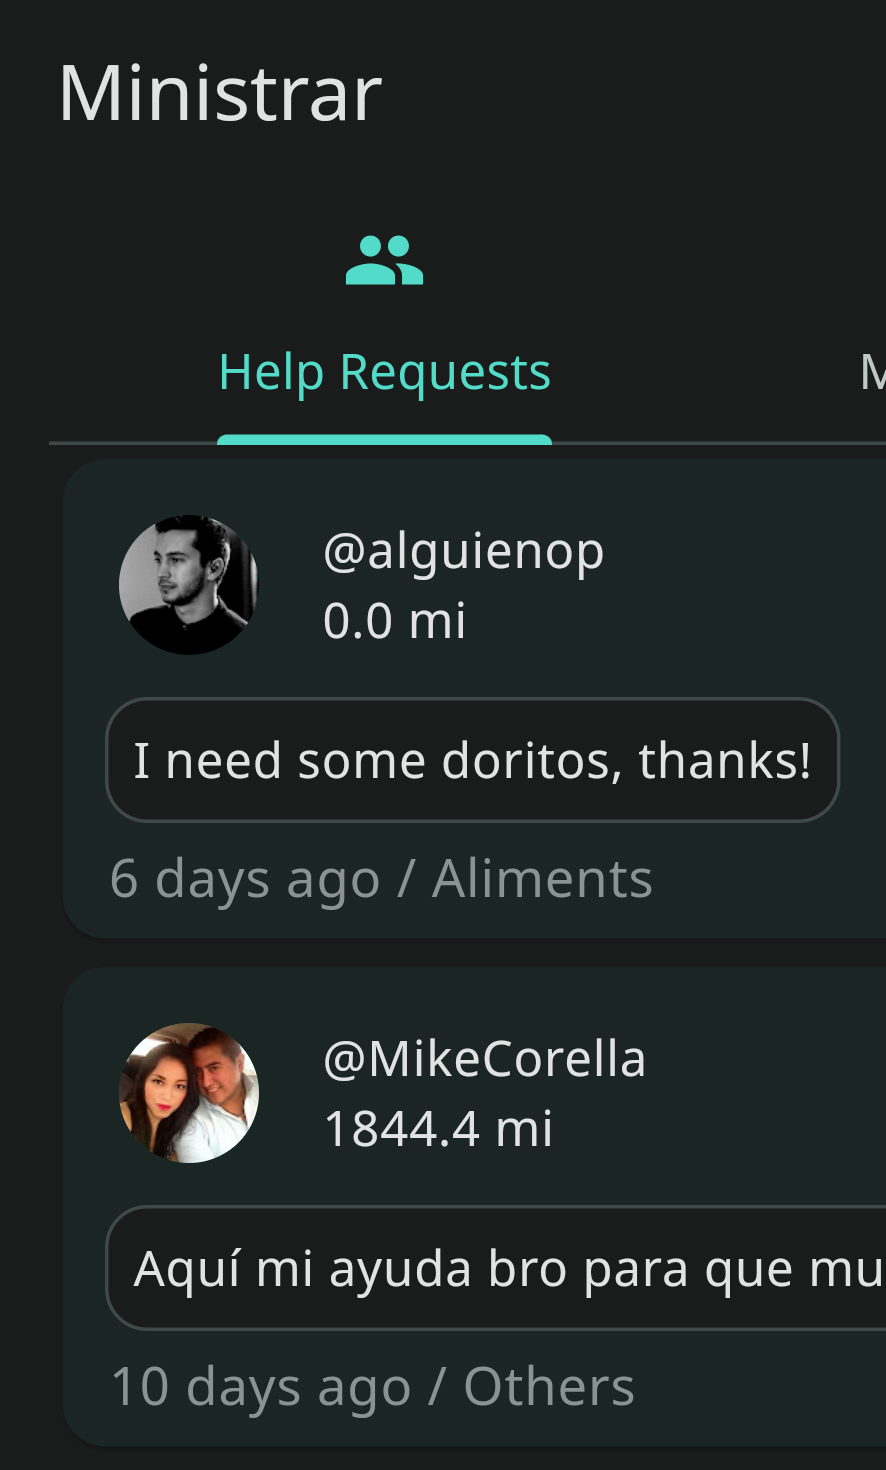 Ministrar
Help Requests
M
@alguienop
0.0 mi
I need some doritos, thanks!
6 days ago / Aliments
@MikeCorella
1844.4 mi
Aquí mi ayuda bro para que mu
10 days ago / Others